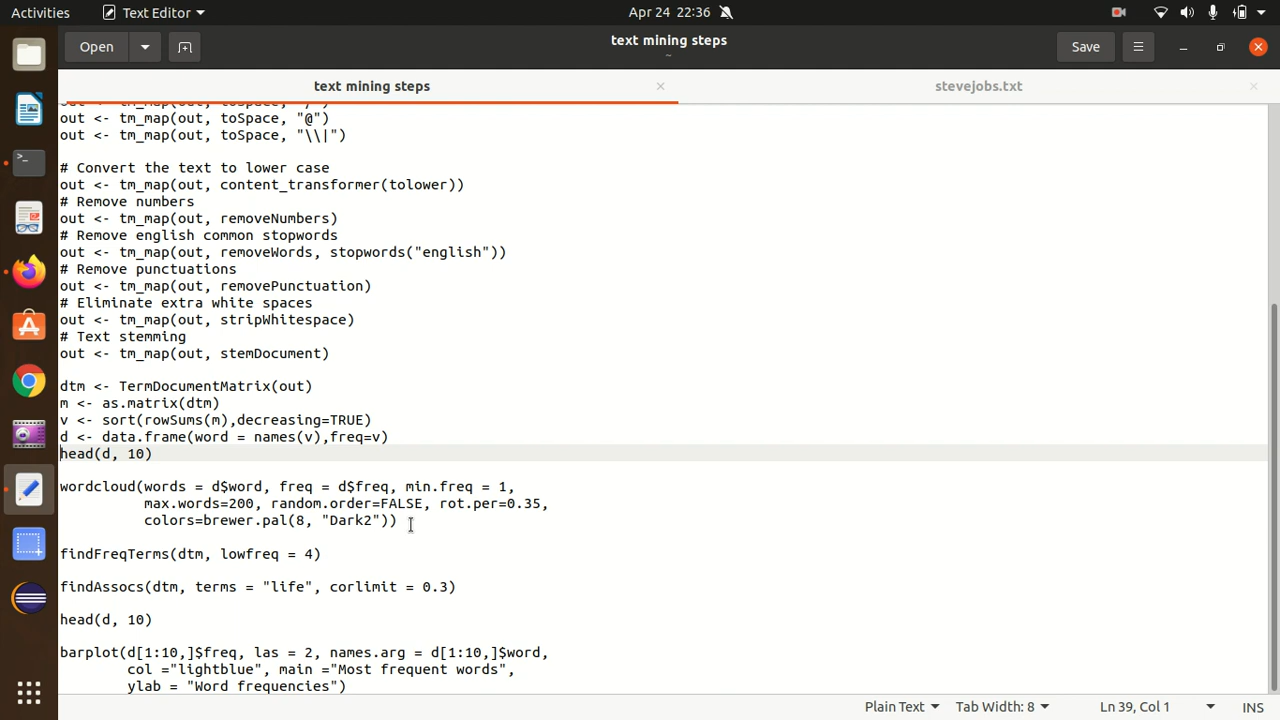 Activities
Text Editor
Apr 24 22:36
Open
text mining steps
~
Save
text mining steps
stevejobs.txt
out <- tm_map(out, toSpace, "/")
out <- tm_map(out, toSpace, "@")
out <- tm_map(out, toSpace, "\\|")
# Convert the text to lower case
out <- tm_map(out, content_transformer(tolower))
# Remove numbers
out <- tm_map(out, removeNumbers)
# Remove english common stopwords
out <- tm_map(out, removeWords, stopwords("english"))
# Remove punctuations
out <- tm_map(out, removePunctuation)
# Eliminate extra white spaces
out <- tm_map(out, stripWhitespace)
# Text stemming
out <- tm_map(out, stemDocument)
dtm <- TermDocumentMatrix(out)
m <- as.matrix(dtm)
v <- sort(rowSums(m),decreasing=TRUE)
d <- data.frame(word = names(v),freq=v)
head(d, 10)
wordcloud(words = d$word, freq = d$freq, min.freq = 1,
max.words=200, random.order=FALSE, rot.per=0.35,
colors=brewer.pal(8, "Dark2"))
findFreqTerms(dtm, lowfreq = 4)
findAssocs(dtm, terms = "life", corlimit = 0.3)
head(d, 10)
barplot(d[1:10,]$freq, las = 2, names.arg = d[1:10,]$word,
col ="lightblue", main ="Most frequent words",
ylab = "Word frequencies")
Plain Text
Tab Width: 8
Ln 39, Col 1
INS